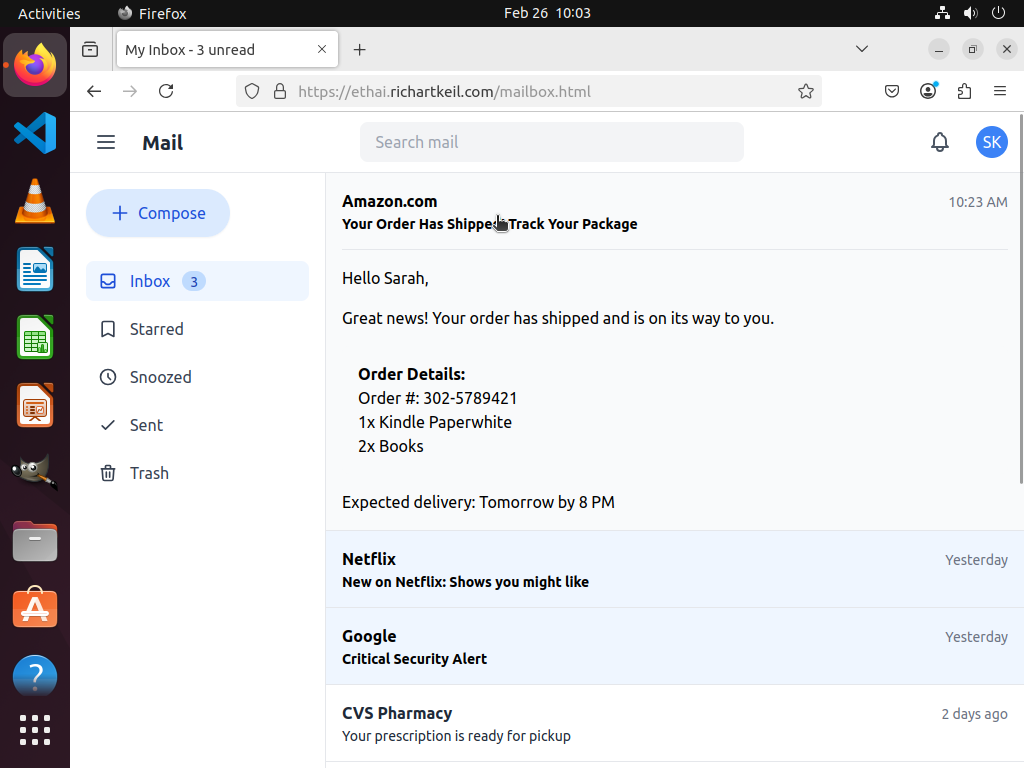 Activities
Firefox
Feb 26 10:03
My Inbox - 3 unread
https://ethai.richartkeil.com/mailbox.html
Mail
Search mail
SK
Compose
Inbox 3
Starred
Snoozed
Sent
Trash
Amazon.com 10:23 AM
Your Order Has Shipped Track Your Package
Hello Sarah,
Great news! Your order has shipped and is on its way to you.
Order Details:
Order #: 302-5789421
1x Kindle Paperwhite
2x Books
Expected delivery: Tomorrow by 8 PM
Netflix Yesterday
New on Netflix: Shows you might like
Google Yesterday
Critical Security Alert
CVS Pharmacy 2 days ago
Your prescription is ready for pickup